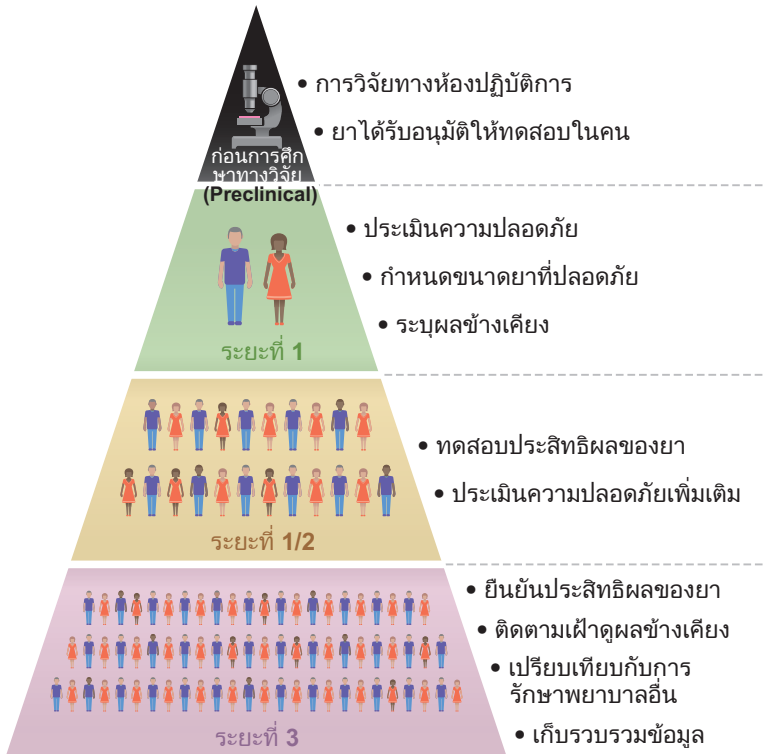 • การวิจัยทางห้องปฏิบัติการ
• ยาได้รับอนุมัติให้ทดสอบในคน
ก่อนการศึก
ษาทางวิจัย
(Preclinical)
• ประเมินความปลอดภัย
• กำหนดขนาดยาที่ปลอดภัย
• ระบุผลข้างเคียง
ระยะที่ 1
• ทดสอบประสิทธิผลของยา
• ประเมินความปลอดภัยเพิ่มเติม
ระยะที่ 1/2
• ยืนยันประสิทธิผลของยา
• ติดตามเฝ้าดูผลข้างเคียง
• เปรียบเทียบกับการ
รักษาพยาบาลอื่น
• เก็บรวบรวมข้อมูล
ระยะที่ 3